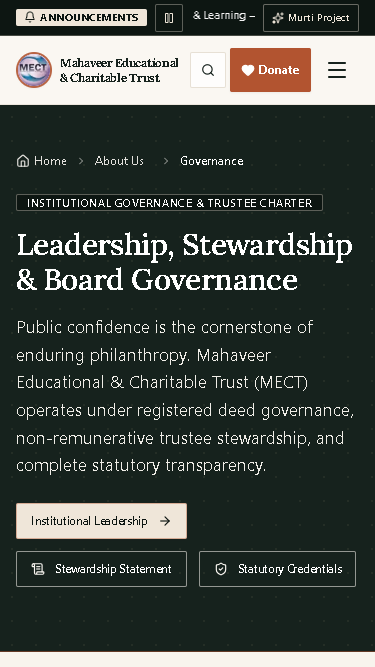 ANNOUNCEMENTS
& Learning –
Murti Project
MECT
Mahaveer Educational
& Charitable Trust
Donate
Home > About Us > Governance
INSTITUTIONAL GOVERNANCE & TRUSTEE CHARTER
Leadership, Stewardship
& Board Governance
Public confidence is the cornerstone of
enduring philanthropy. Mahaveer
Educational & Charitable Trust (MECT)
operates under registered deed governance,
non-remunerative trustee stewardship, and
complete statutory transparency.
Institutional Leadership →
Stewardship Statement
Statutory Credentials